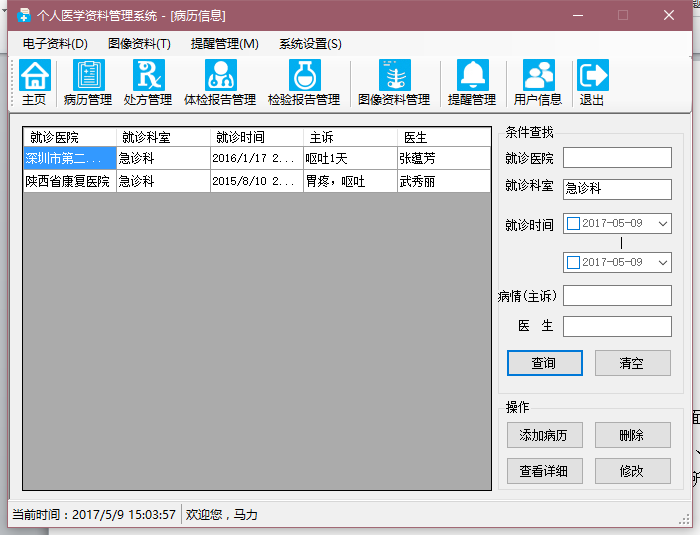 个人医学资料管理系统 - [病历信息]
电子资料(D) 图像资料(T) 提醒管理(M) 系统设置(S)
主页 病历管理 处方管理 体检报告管理 检验报告管理 图像资料管理 提醒管理 用户信息 退出
就诊医院 就诊科室 就诊时间 主诉 医生
深圳市第二... 急诊科 2016/1/17 2... 呕吐1天 张蕴芳
陕西省康复医院 急诊科 2015/8/10 2... 胃疼，呕吐 武秀丽
条件查找
就诊医院
就诊科室 急诊科
就诊时间 2017-05-09
2017-05-09
病情(主诉)
医 生
查询 清空
操作
添加病历 删除
查看详细 修改
当前时间：2017/5/9 15:03:57 欢迎您，马力